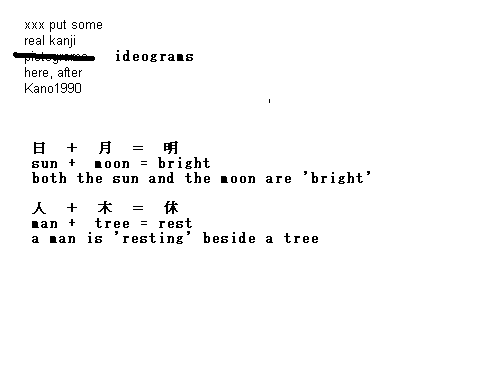 xxx put some
real kanji
pictograms ideograms
here, after
Kano1990
日 + 月 = 明
sun + moon = bright
both the sun and the moon are 'bright'
人 + 木 = 休
man + tree = rest
a man is 'resting' beside a tree